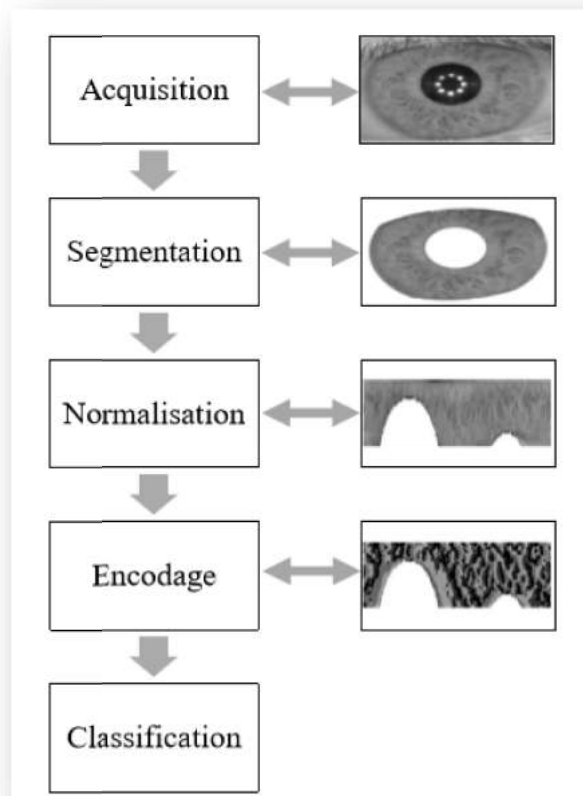 Acquisition
Segmentation
Normalisation
Encodage
Classification